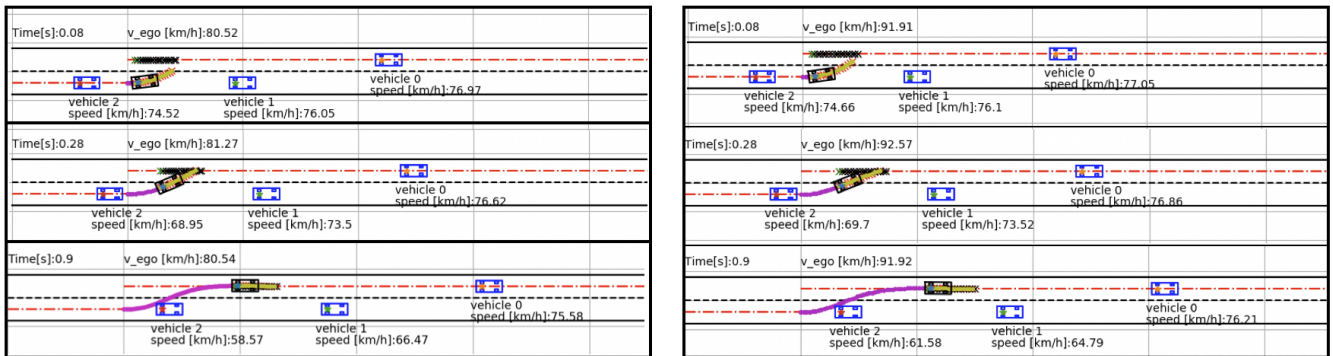 Time[s]:0.08 v_ego [km/h]:80.52
vehicle 0
speed [km/h]:76.97
vehicle 2 vehicle 1
speed [km/h]:74.52 speed [km/h]:76.05
Time[s]:0.28 v_ego [km/h]:81.27
vehicle 0
speed [km/h]:76.62
vehicle 2 vehicle 1
speed [km/h]:68.95 speed [km/h]:73.5
Time[s]:0.9 v_ego [km/h]:80.54
vehicle 0
speed [km/h]:75.58
vehicle 2 vehicle 1
speed [km/h]:58.57 speed [km/h]:66.47
Time[s]:0.08 v_ego [km/h]:91.91
vehicle 0
speed [km/h]:77.05
vehicle 2 vehicle 1
speed [km/h]:74.66 speed [km/h]:76.1
Time[s]:0.28 v_ego [km/h]:92.57
vehicle 0
speed [km/h]:76.86
vehicle 2 vehicle 1
speed [km/h]:69.7 speed [km/h]:73.52
Time[s]:0.9 v_ego [km/h]:91.92
vehicle 0
speed [km/h]:76.21
vehicle 2 vehicle 1
speed [km/h]:61.58 speed [km/h]:64.79